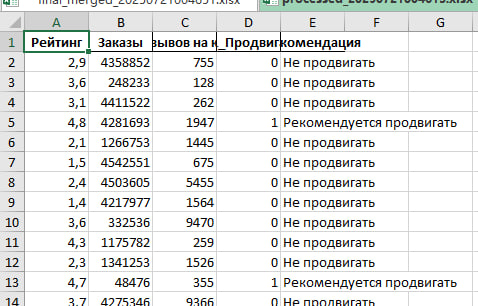 final_merged_20250721004651.xlsx processed_20250721004615.xlsx
A B C D E F G
1 Рейтинг Заказы зывов на к _Продвиг комендация
2 2,9 4358852 755 0 Не продвигать
3 3,6 248233 128 0 Не продвигать
4 3,1 4411522 262 0 Не продвигать
5 4,8 4281693 1947 1 Рекомендуется продвигать
6 2,1 1266753 1445 0 Не продвигать
7 1,5 4542551 675 0 Не продвигать
8 2,4 4503605 5455 0 Не продвигать
9 1,4 4217977 1564 0 Не продвигать
10 3,6 332536 9470 0 Не продвигать
11 4,3 1175782 259 0 Не продвигать
12 2,3 1341253 1526 0 Не продвигать
13 4,7 48476 355 1 Рекомендуется продвигать
14 3,7 4275346 9366 0 Не продвигать